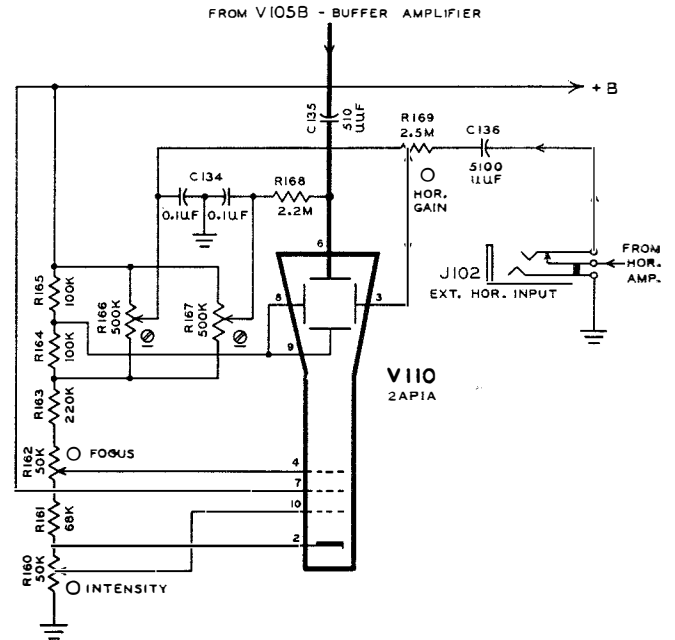 FROM V105B - BUFFER AMPLIFIER
+ B
C135
510
UUF
R169
2.5M
C136
5100
UUF
HOR.
GAIN
C134
0.1UF
0.1UF
R168
2.2M
6
J102
EXT. HOR. INPUT
FROM
HOR.
AMP.
R165
100K
R166
500K
R167
500K
8
3
R164
100K
9
V110
2AP1A
R163
220K
R162
50K
FOCUS
4
7
R161
68K
10
2
R160
50K
INTENSITY